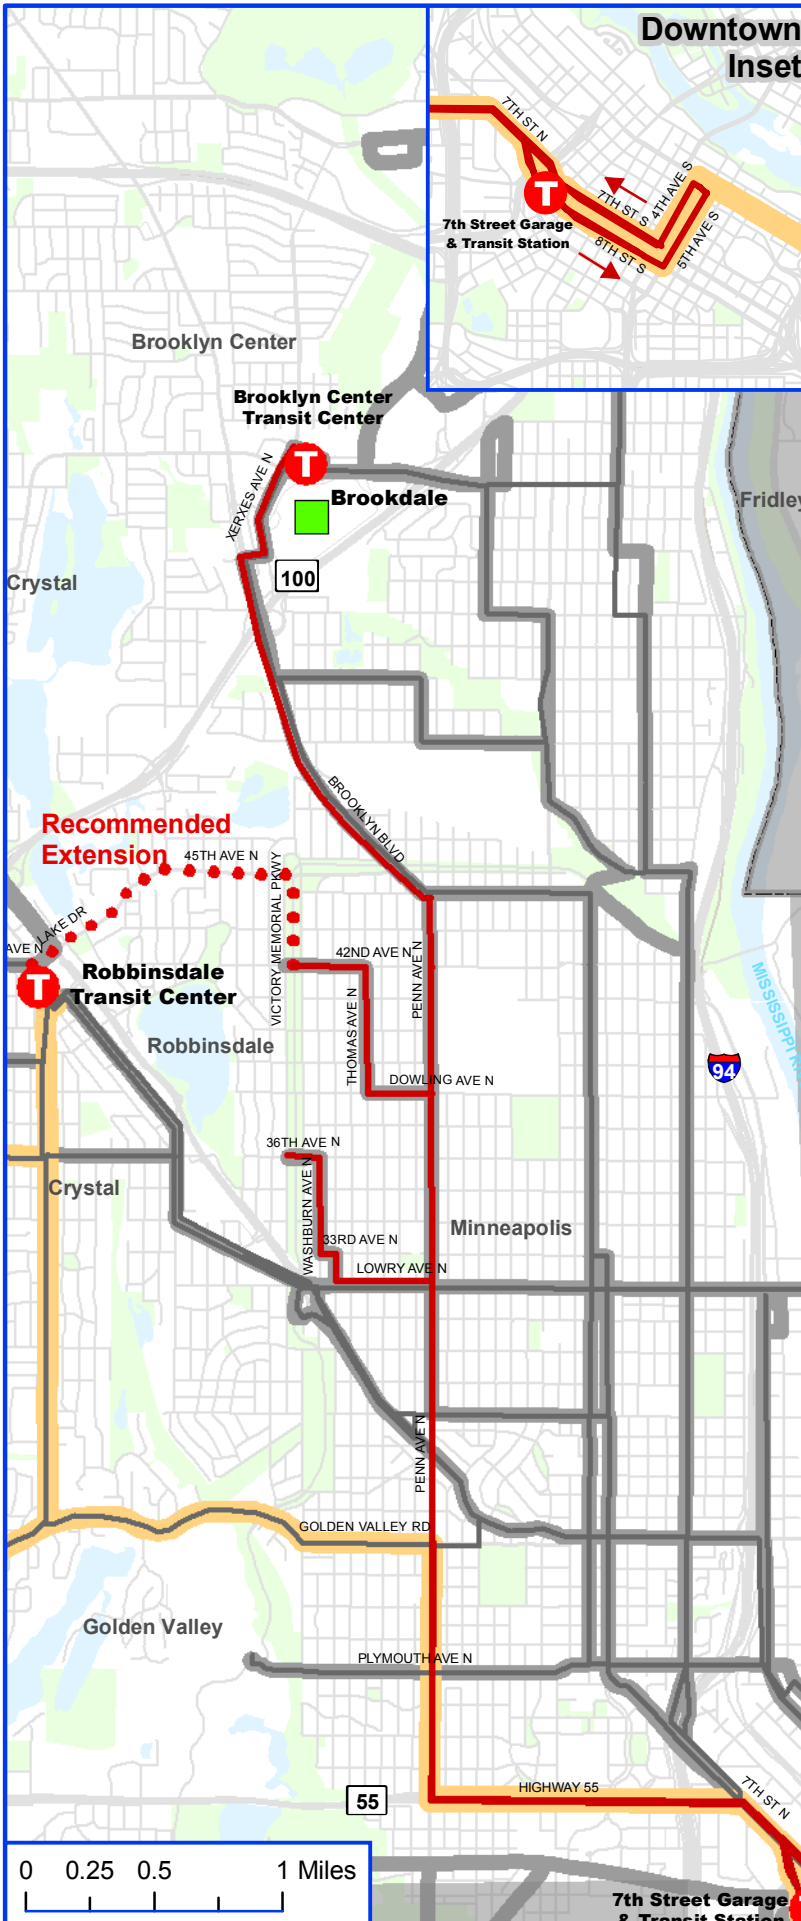 Downtown
Inset
7TH ST N
7TH ST S
4TH AVE S
5TH AVE S
8TH ST S
T
7th Street Garage
& Transit Station
Brooklyn Center
Brooklyn Center
Transit Center
T
XERXES AVE N
Brookdale
Fridley
100
Crystal
BROOKLYN BLVD
Recommended
Extension
45TH AVE N
VICTORY MEMORIAL PKWY
LAKE DR
AVE N
42ND AVE N
PENN AVE N
T
Robbinsdale
Transit Center
MISSISSIPPI
Robbinsdale
THOMAS AVE N
94
DOWLING AVE N
36TH AVE N
Crystal
WASHBURN AVE N
Minneapolis
33RD AVE N
LOWRY AVE N
PENN AVE N
GOLDEN VALLEY RD
Golden Valley
PLYMOUTH AVE N
HIGHWAY 55
55
7TH ST N
0 0.25 0.5 1 Miles
7th Street Garage
& Transit Station